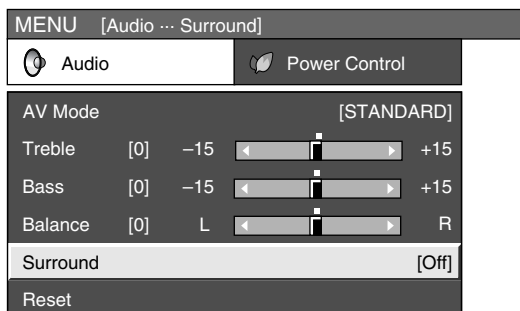 MENU [Audio ··· Surround]
Audio Power Control
AV Mode [STANDARD]
Treble [0] –15 +15
Bass [0] –15 +15
Balance [0] L R
Surround [Off]
Reset